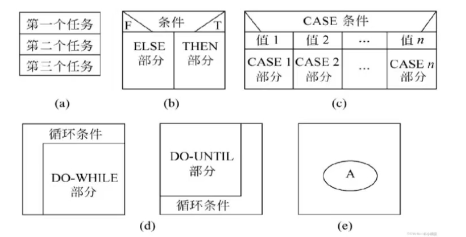 第一个任务
第二个任务
第三个任务
(a)
F 条件 T
ELSE 部分
THEN 部分
(b)
CASE 条件
值 1 值 2 … 值 n
CASE 1 部分
CASE 2 部分
…
CASE n 部分
(c)
循环条件
DO-WHILE
部分
DO-UNTIL
部分
循环条件
(d)
A
(e)